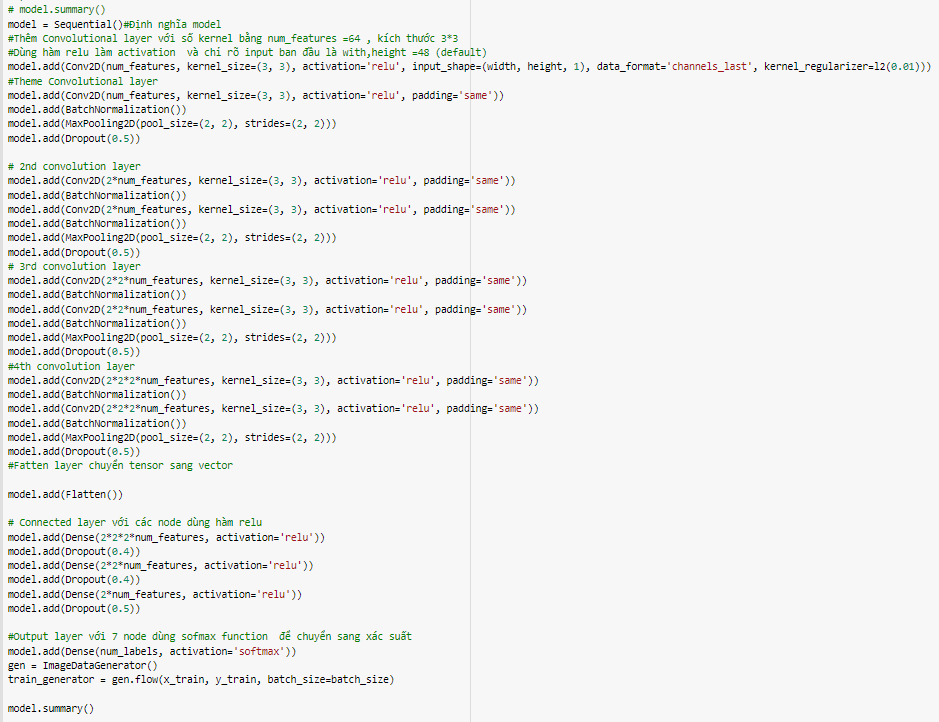 # model.summary()
model = Sequential()#Định nghĩa model
#Thêm Convolutional layer với số kernel bằng num_features =64 , kích thước 3*3
#Dùng hàm relu làm activation  và chỉ rõ input ban đầu là with,height =48 (default)
model.add(Conv2D(num_features, kernel_size=(3, 3), activation='relu', input_shape=(width, height, 1), data_format='channels_last', kernel_regularizer=l2(0.01)))
#Theme Convolutional layer
model.add(Conv2D(num_features, kernel_size=(3, 3), activation='relu', padding='same'))
model.add(BatchNormalization())
model.add(MaxPooling2D(pool_size=(2, 2), strides=(2, 2)))
model.add(Dropout(0.5))
# 2nd convolution layer
model.add(Conv2D(2*num_features, kernel_size=(3, 3), activation='relu', padding='same'))
model.add(BatchNormalization())
model.add(Conv2D(2*num_features, kernel_size=(3, 3), activation='relu', padding='same'))
model.add(BatchNormalization())
model.add(MaxPooling2D(pool_size=(2, 2), strides=(2, 2)))
model.add(Dropout(0.5))
# 3rd convolution layer
model.add(Conv2D(2*2*num_features, kernel_size=(3, 3), activation='relu', padding='same'))
model.add(BatchNormalization())
model.add(Conv2D(2*2*num_features, kernel_size=(3, 3), activation='relu', padding='same'))
model.add(BatchNormalization())
model.add(MaxPooling2D(pool_size=(2, 2), strides=(2, 2)))
model.add(Dropout(0.5))
#4th convolution layer
model.add(Conv2D(2*2*2*num_features, kernel_size=(3, 3), activation='relu', padding='same'))
model.add(BatchNormalization())
model.add(Conv2D(2*2*2*num_features, kernel_size=(3, 3), activation='relu', padding='same'))
model.add(BatchNormalization())
model.add(MaxPooling2D(pool_size=(2, 2), strides=(2, 2)))
model.add(Dropout(0.5))
#Fatten layer chuyển tensor sang vector
model.add(Flatten())
# Connected layer với các node dùng hàm relu
model.add(Dense(2*2*2*num_features, activation='relu'))
model.add(Dropout(0.4))
model.add(Dense(2*2*num_features, activation='relu'))
model.add(Dropout(0.4))
model.add(Dense(2*num_features, activation='relu'))
model.add(Dropout(0.5))
#Output layer với 7 node dùng sofmax function  để chuyển sang xác suất
model.add(Dense(num_labels, activation='softmax'))
gen = ImageDataGenerator()
train_generator = gen.flow(x_train, y_train, batch_size=batch_size)
model.summary()